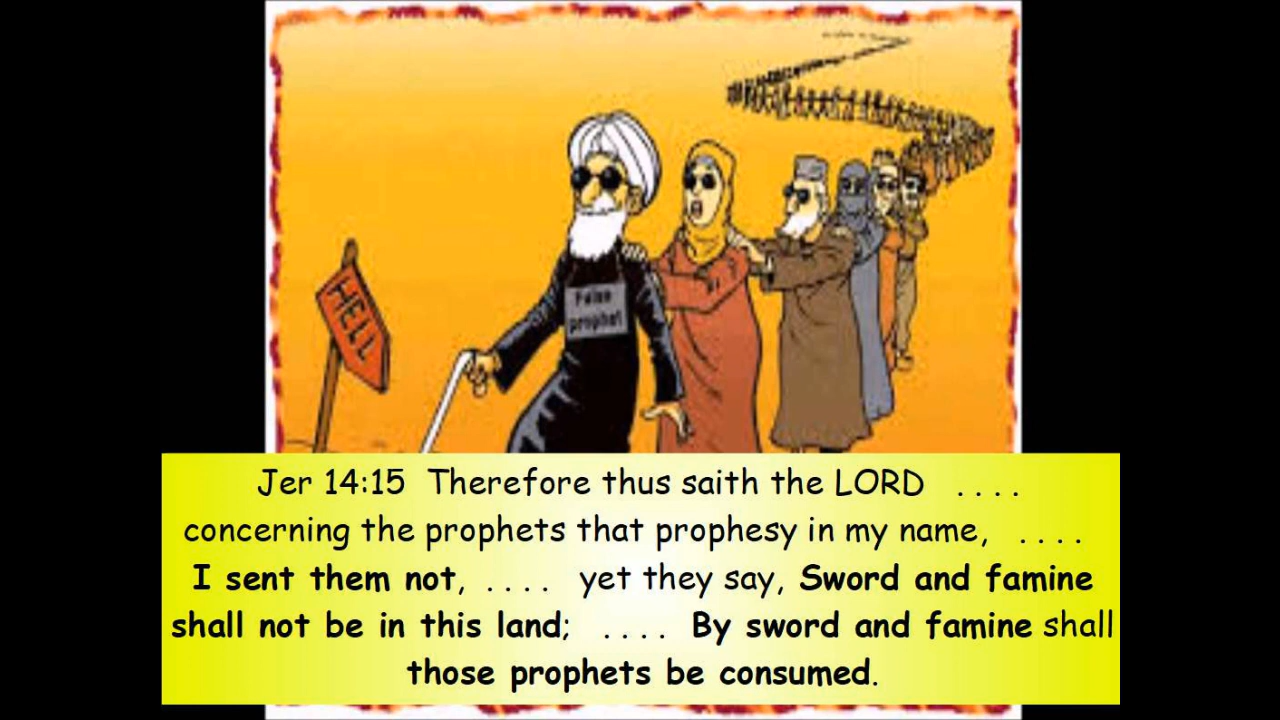 HELL
False
prophet
Jer 14:15 Therefore thus saith the LORD . . . .
concerning the prophets that prophesy in my name, . . . .
I sent them not, . . . . yet they say, Sword and famine
shall not be in this land; . . . . By sword and famine shall
those prophets be consumed.